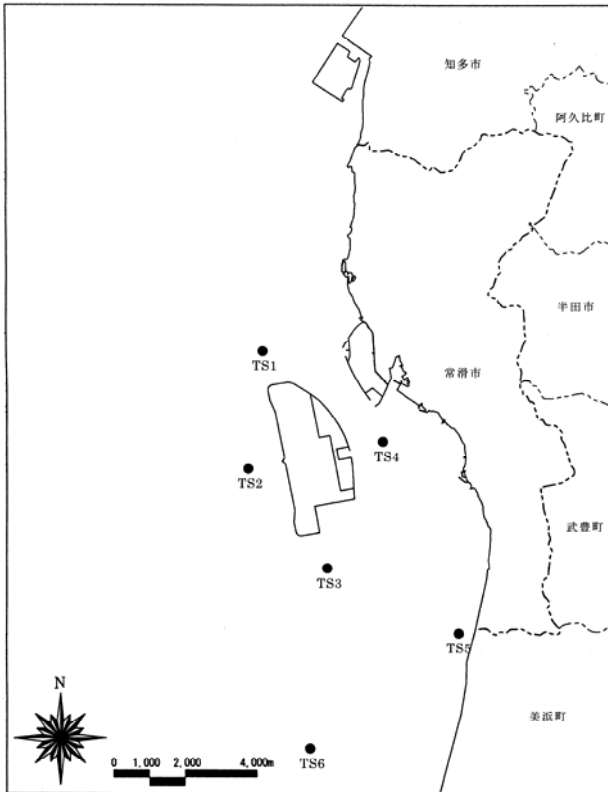 知多市
阿久比町
半田市
TS1
常滑市
TS4
TS2
武豊町
TS3
TS5
美浜町
N
TS6
0 1,000 2,000 4,000m